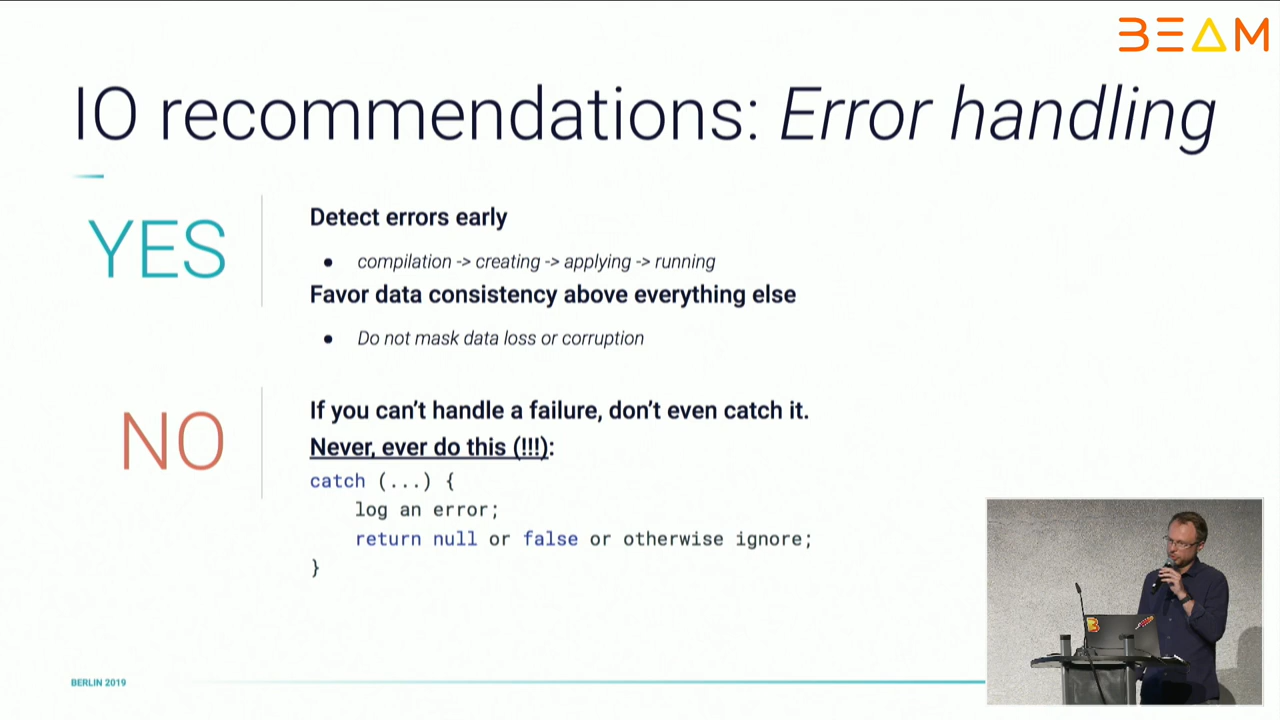 BEAM
IO recommendations: Error handling
YES
Detect errors early
● compilation -> creating -> applying -> running
Favor data consistency above everything else
● Do not mask data loss or corruption
NO
If you can’t handle a failure, don’t even catch it.
Never, ever do this (!!!):
catch (...) {
log an error;
return null or false or otherwise ignore;
}
BERLIN 2019